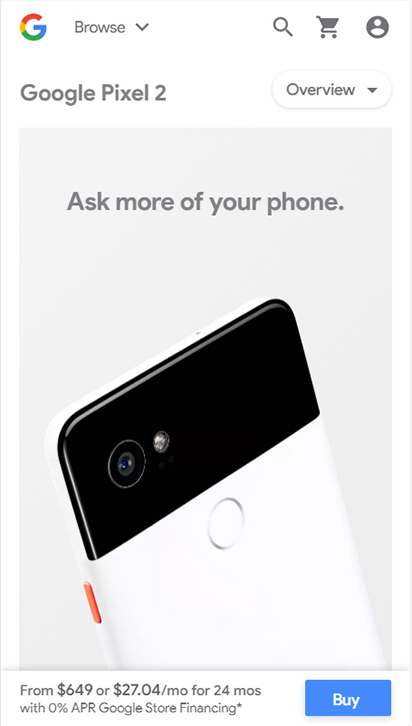 Browse
Google Pixel 2
Overview
Ask more of your phone.
From $649 or $27.04/mo for 24 mos
with 0% APR Google Store Financing*
Buy